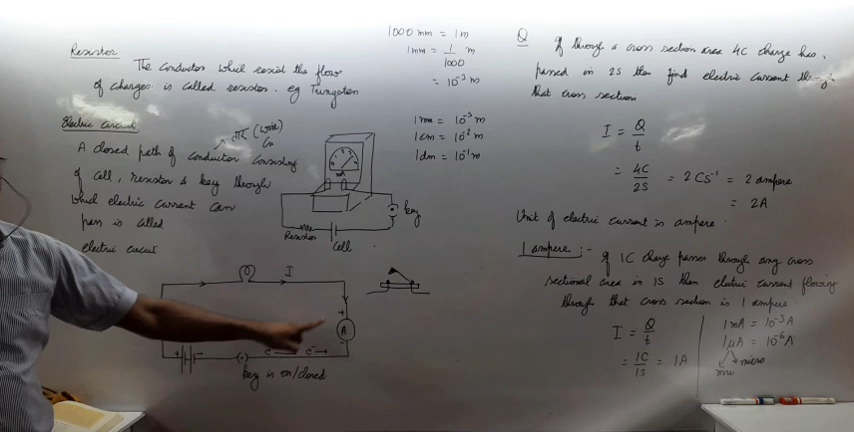 Resistor
The conductor which resist the flow
of charges is called resistor. eg Tungsten
Electric circuit
(wire)
Cu
A closed path of conductor consisting
of cell, resistor & key through
which electric current can
pass is called
electric circuit
mA
key
Resistor
Cell
I
+
A
-
+ -
e⁻ → e⁻ →
key is on/closed
1000 mm = 1m
1mm = 1/1000 m
= 10⁻³ m
1mm = 10⁻³ m
1cm = 10⁻² m
1dm = 10⁻¹ m
Q If through a cross section area 4C charge has
passed in 2S then find electric current
that cross section
I = Q/t
= 4C/2S = 2 CS⁻¹ = 2 ampere
= 2A
Unit of electric current is ampere.
1 ampere :- If 1C charge passes through any cross
sectional area in 1S then electric current flowing
through that cross section is 1 ampere.
I = Q/t
= 1C/1S = 1A
1mA = 10⁻³ A
1μA = 10⁻⁶ A
mu micro